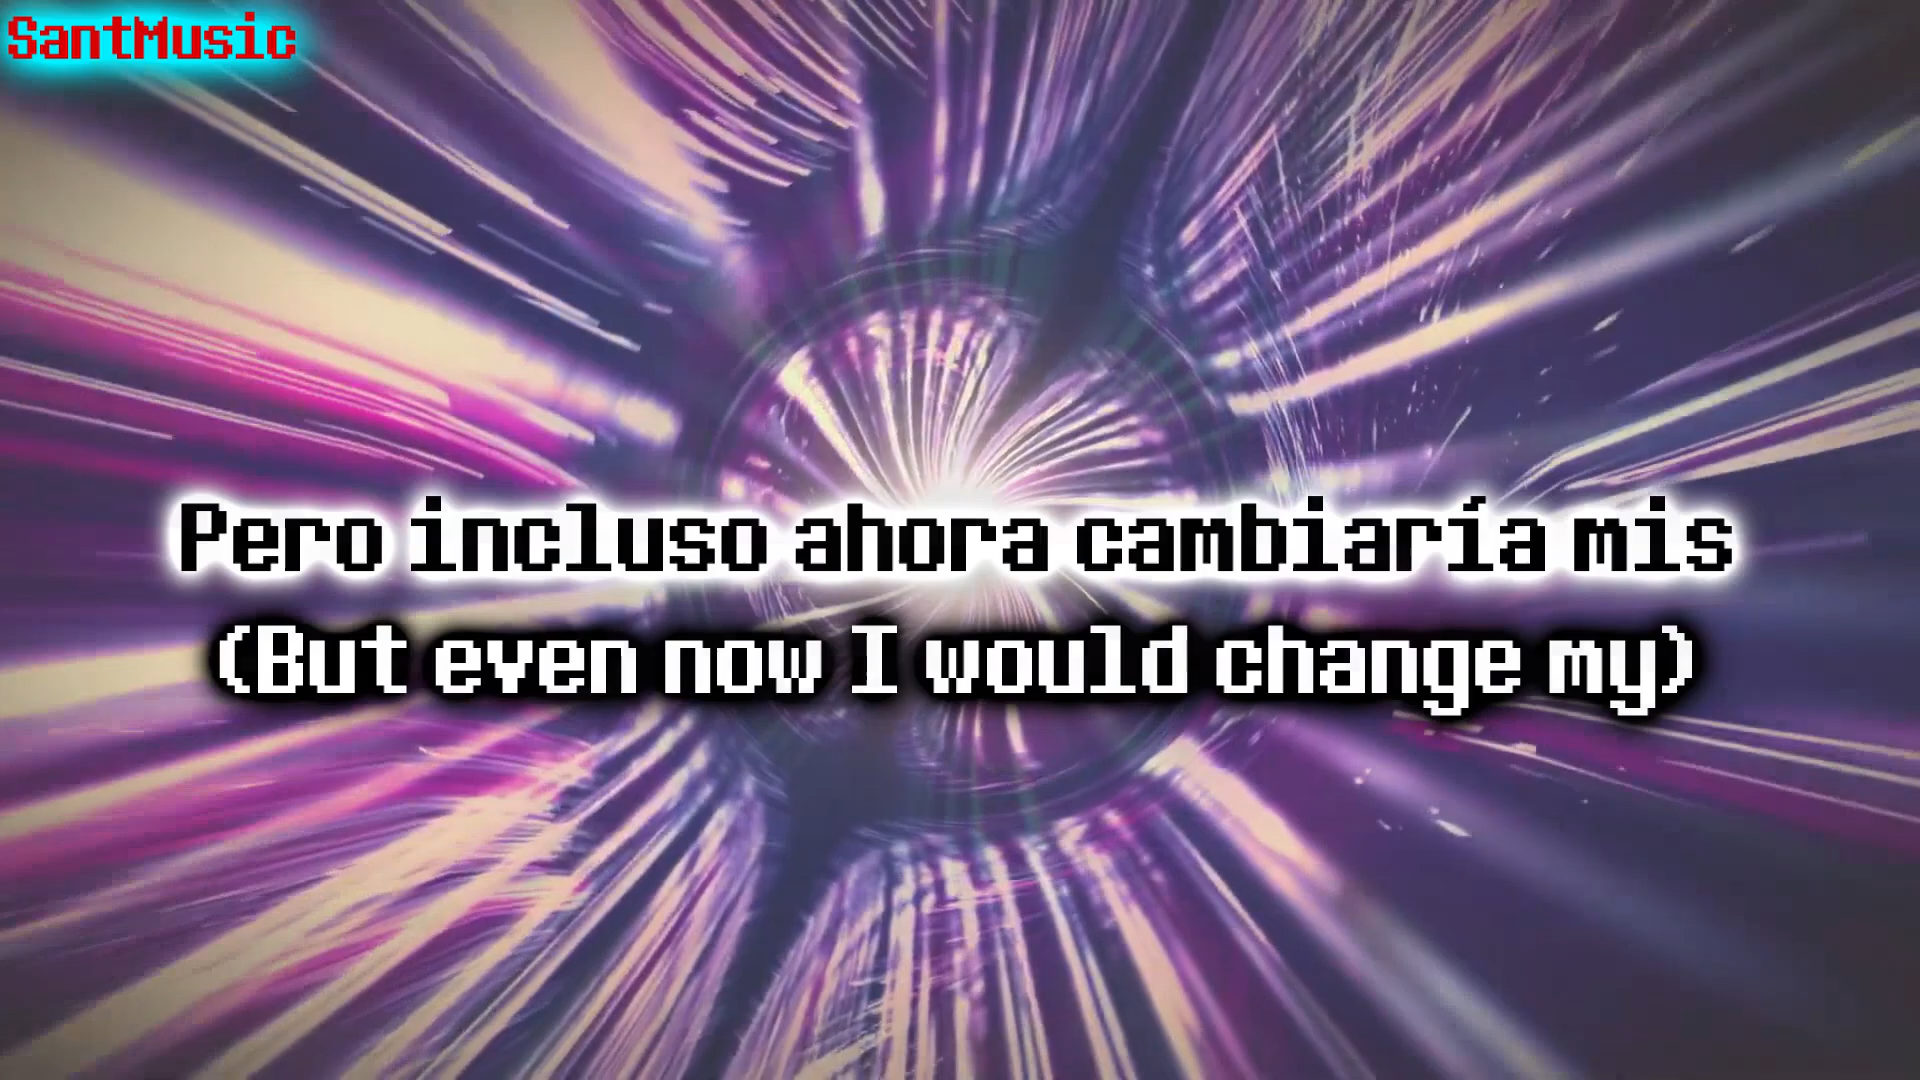 SantMusic
Pero incluso ahora cambiaría mis
(But even now I would change my)